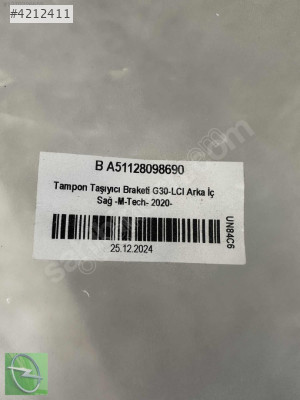 #4212411
B A51128098690
Tampon Taşıyıcı Braketi G30-LCI Arka İç
Sağ -M-Tech- 2020-
25.12.2024
UN84C6